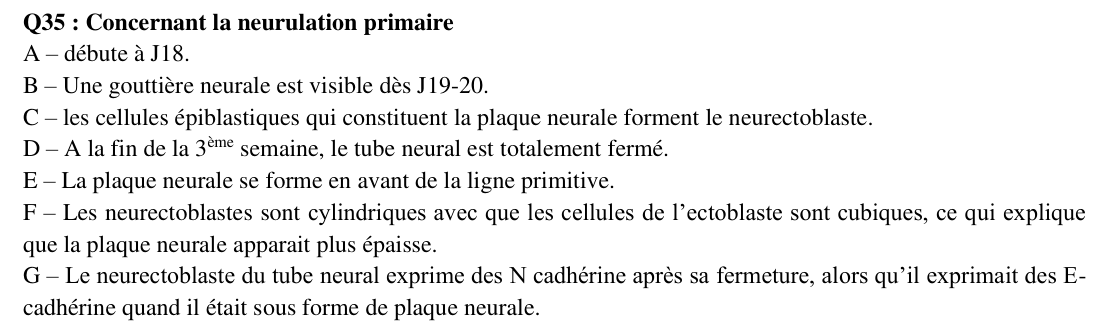 Q35 : Concernant la neurulation primaire
A – débute à J18.
B – Une gouttière neurale est visible dès J19-20.
C – les cellules épiblastiques qui constituent la plaque neurale forment le neurectoblaste.
D – A la fin de la 3ème semaine, le tube neural est totalement fermé.
E – La plaque neurale se forme en avant de la ligne primitive.
F – Les neurectoblastes sont cylindriques avec que les cellules de l'ectoblaste sont cubiques, ce qui explique
que la plaque neurale apparait plus épaisse.
G – Le neurectoblaste du tube neural exprime des N cadhérine après sa fermeture, alors qu'il exprimait des E-
cadhérine quand il était sous forme de plaque neurale.